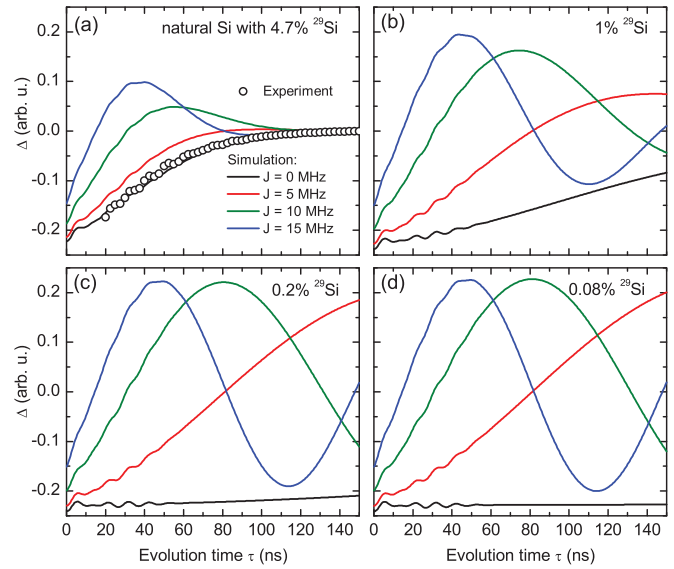 (a) natural Si with 4.7% ²⁹Si
(b) 1% ²⁹Si
0.2
0.1
0.0
-0.1
-0.2
Δ (arb. u.)
Experiment
Simulation:
J = 0 MHz
J = 5 MHz
J = 10 MHz
J = 15 MHz
(c) 0.2% ²⁹Si
(d) 0.08% ²⁹Si
0.2
0.1
0.0
-0.1
-0.2
Δ (arb. u.)
0 20 40 60 80 100 120 140
0 20 40 60 80 100 120 140
Evolution time τ (ns)
Evolution time τ (ns)